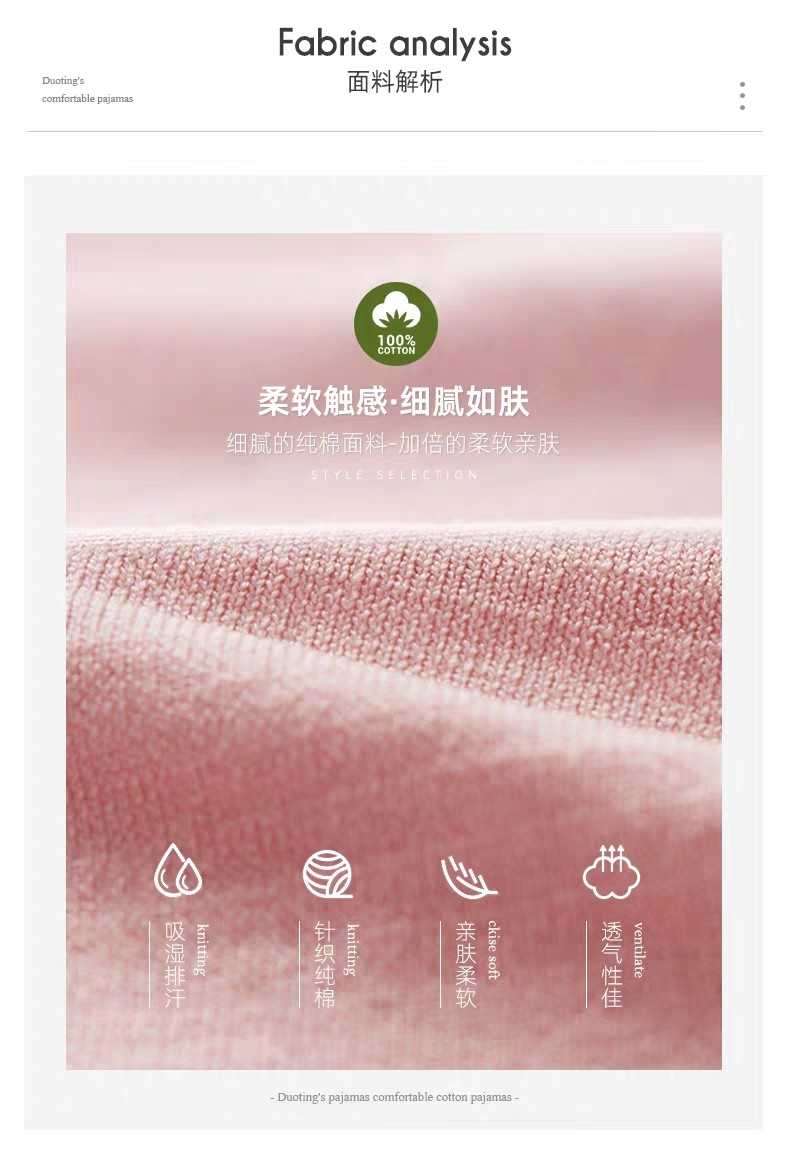 Fabric analysis
面料解析
Duoting's
comfortable pajamas
100%
COTTON
柔软触感·细腻如肤
细腻的纯棉面料-加倍的柔软亲肤
STYLE SELECTION
吸湿排汗
knitting
针织纯棉
knitting
亲肤柔软
ckise soft
透气性佳
ventilate
- Duoting's pajamas comfortable cotton pajamas -